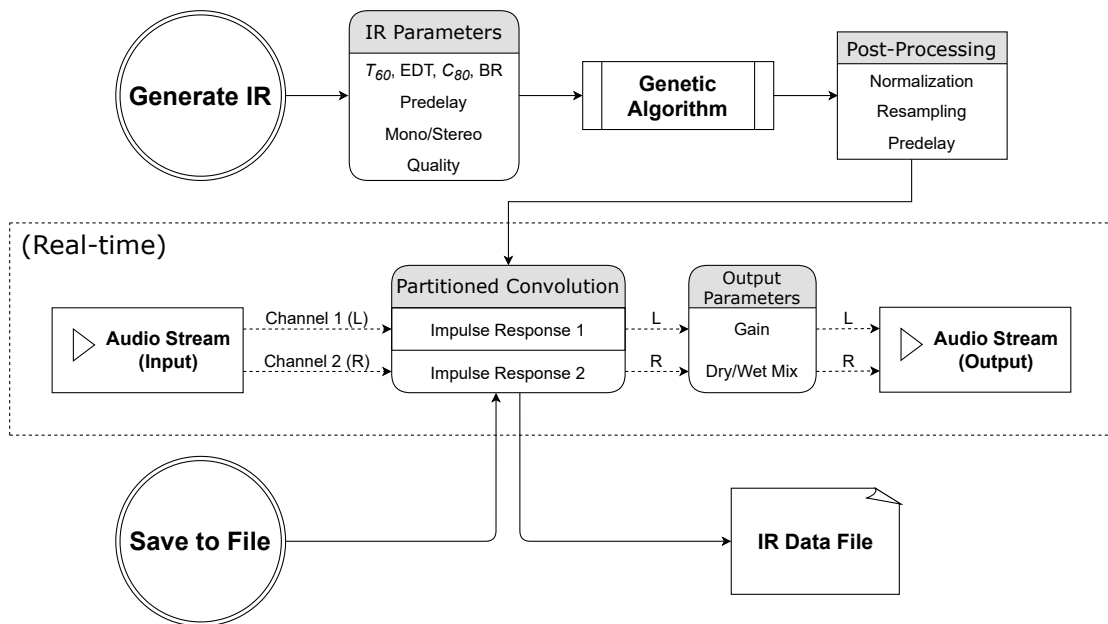 Generate IR
IR Parameters
T60, EDT, C80, BR
Predelay
Mono/Stereo
Quality
Genetic
Algorithm
Post-Processing
Normalization
Resampling
Predelay
(Real-time)
Audio Stream
(Input)
Channel 1 (L)
Channel 2 (R)
Partitioned Convolution
Impulse Response 1
Impulse Response 2
L
R
Output
Parameters
Gain
Dry/Wet Mix
L
R
Audio Stream
(Output)
Save to File
IR Data File